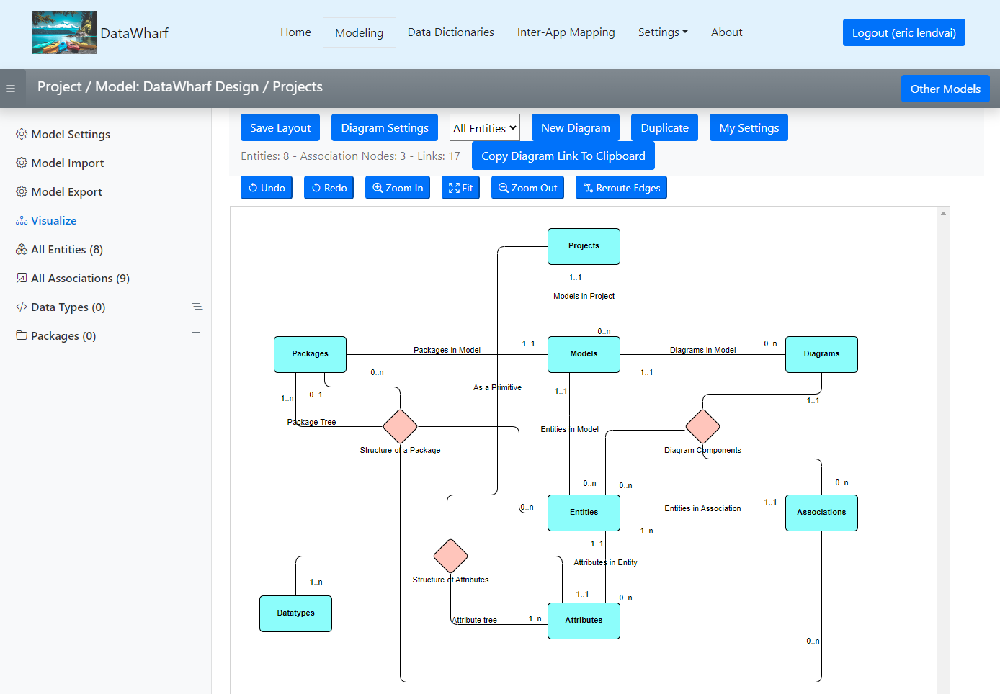 DataWharf
Home
Modeling
Data Dictionaries
Inter-App Mapping
Settings
About
Logout (eric lendvai)
Project / Model: DataWharf Design / Projects
Other Models
Model Settings
Model Import
Model Export
Visualize
All Entities (8)
All Associations (9)
Data Types (0)
Packages (0)
Save Layout
Diagram Settings
All Entities
New Diagram
Duplicate
My Settings
Entities: 8 - Association Nodes: 3 - Links: 17
Copy Diagram Link To Clipboard
Undo
Redo
Zoom In
Fit
Zoom Out
Reroute Edges
Projects
1..1
Models in Project
0..n
Packages
Packages in Model
1..1
Models
Diagrams in Model
0..n
Diagrams
0..n
1..1
1..n
0..1
As a Primitive
1..1
1..1
Package Tree
Entities in Model
Structure of a Package
Diagram Components
0..n
0..n
0..n
0..n
Entities
Entities in Association
1..1
Associations
1..n
1..1
Attributes in Entity
Structure of Attributes
1..n
1..1
0..n
Datatypes
Attribute tree
1..n
Attributes
0..n